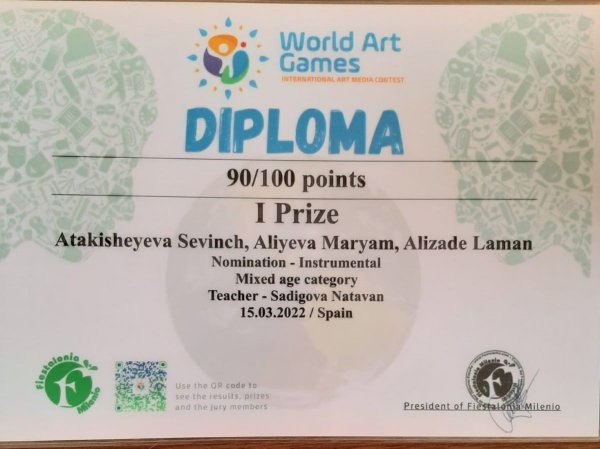 World Art
Games
INTERNATIONAL ART MEDIA CONTEST
DIPLOMA
90/100 points
I Prize
Atakisheyeva Sevinch, Aliyeva Maryam, Alizade Laman
Nomination - Instrumental
Mixed age category
Teacher - Sadigova Natavan
15.03.2022 / Spain
Fiestalonia
Milenio
Use the QR code to
see the results, prizes
and the jury members
President of Fiestalonia Milenio